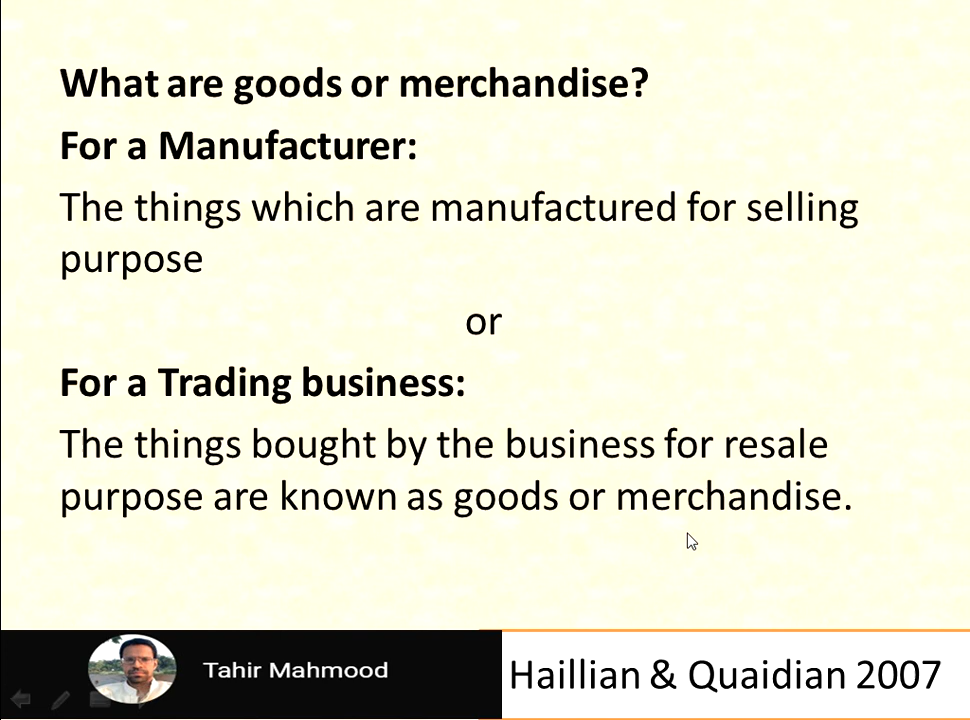 What are goods or merchandise?
For a Manufacturer:
The things which are manufactured for selling
purpose
or
For a Trading business:
The things bought by the business for resale
purpose are known as goods or merchandise.
Tahir Mahmood
Haillian & Quaidian 2007